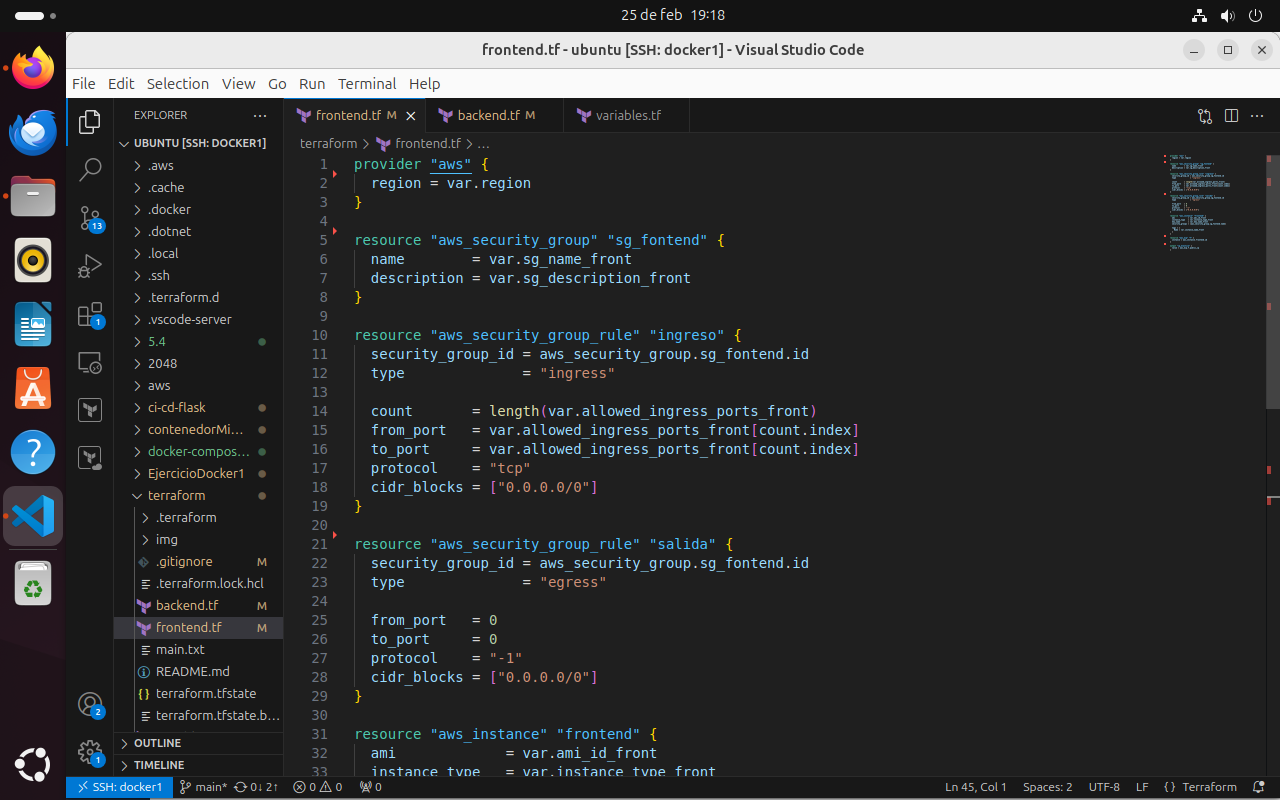 25 de feb 19:18
frontend.tf - ubuntu [SSH: docker1] - Visual Studio Code
File Edit Selection View Go Run Terminal Help
EXPLORER
UBUNTU [SSH: DOCKER1]
.aws
.cache
.docker
.dotnet
.local
.ssh
.terraform.d
.vscode-server
5.4
2048
aws
ci-cd-flask
contenedorMi...
docker-compos...
EjercicioDocker1
terraform
.terraform
img
.gitignore M
.terraform.lock.hcl
backend.tf M
frontend.tf M
main.txt
README.md
terraform.tfstate
terraform.tfstate.b...
OUTLINE
TIMELINE
13
1
2
1
frontend.tf M
backend.tf M
variables.tf
terraform > frontend.tf > ...
1 provider "aws" {
2 region = var.region
3 }
4
5 resource "aws_security_group" "sg_fontend" {
6 name = var.sg_name_front
7 description = var.sg_description_front
8 }
9
10 resource "aws_security_group_rule" "ingreso" {
11 security_group_id = aws_security_group.sg_fontend.id
12 type = "ingress"
13
14 count = length(var.allowed_ingress_ports_front)
15 from_port = var.allowed_ingress_ports_front[count.index]
16 to_port = var.allowed_ingress_ports_front[count.index]
17 protocol = "tcp"
18 cidr_blocks = ["0.0.0.0/0"]
19 }
20
21 resource "aws_security_group_rule" "salida" {
22 security_group_id = aws_security_group.sg_fontend.id
23 type = "egress"
24
25 from_port = 0
26 to_port = 0
27 protocol = "-1"
28 cidr_blocks = ["0.0.0.0/0"]
29 }
30
31 resource "aws_instance" "frontend" {
32 ami = var.ami_id_front
33 instance_type = var.instance_type_front
SSH: docker1 main* 0↓ 2↑ 0 0 0 Ln 45, Col 1 Spaces: 2 UTF-8 LF {} Terraform